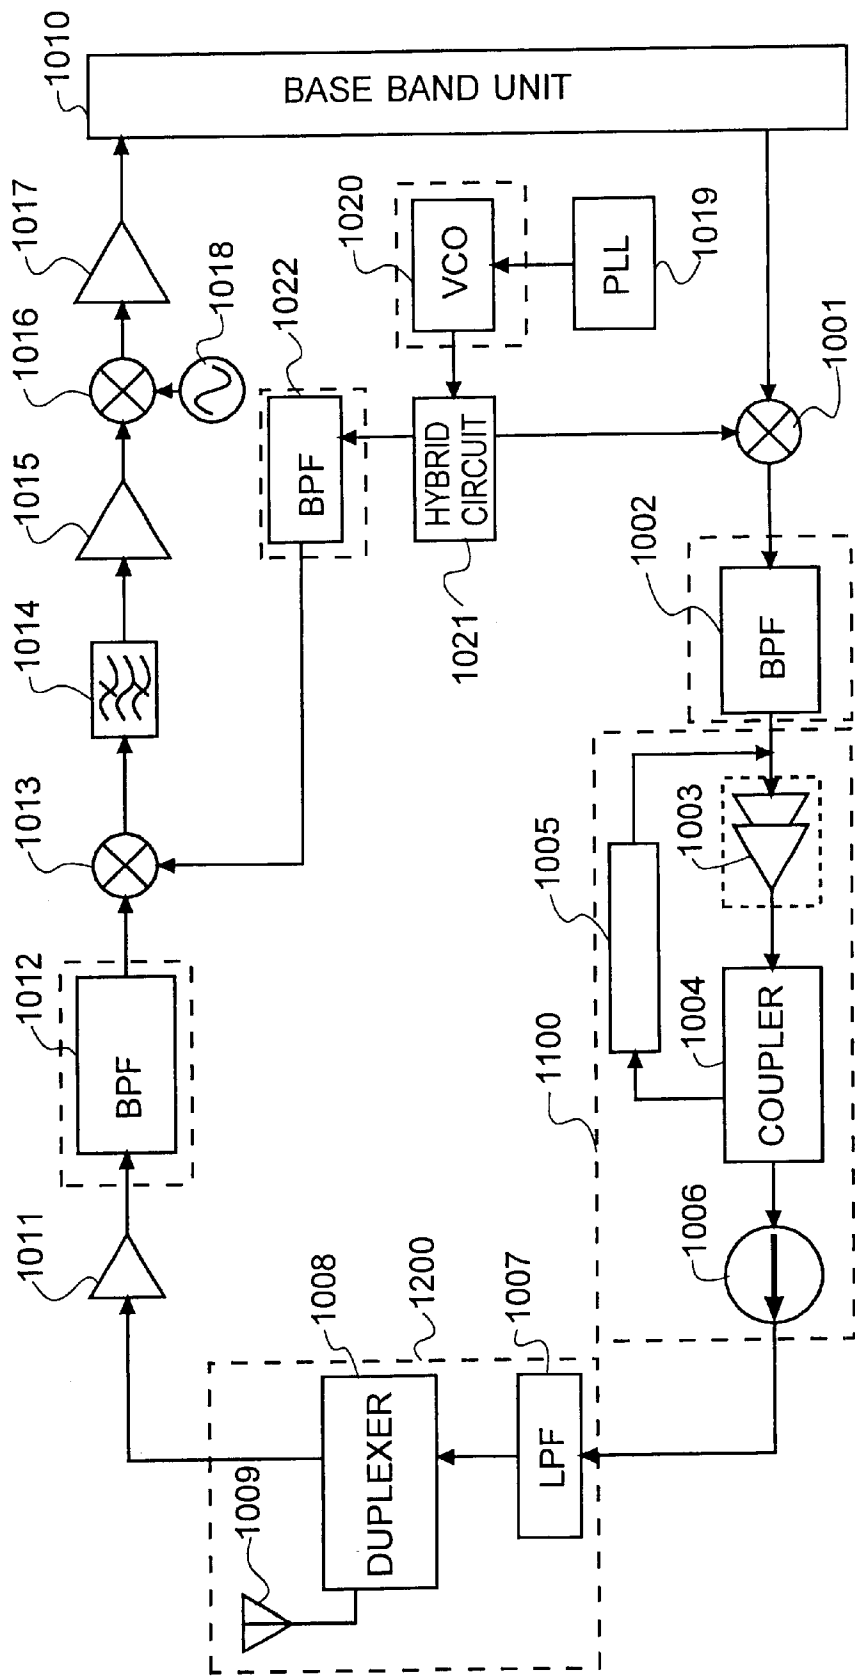 1010
BASE BAND UNIT
1017
1016
1018
1015
1014
1013
1012
BPF
1011
1020
VCO
PLL
1019
1022
BPF
HYBRID
CIRCUIT
1021
1001
1002
BPF
1003
1005
1004
COUPLER
1006
1100
1200
1008
DUPLEXER
1009
1007
LPF